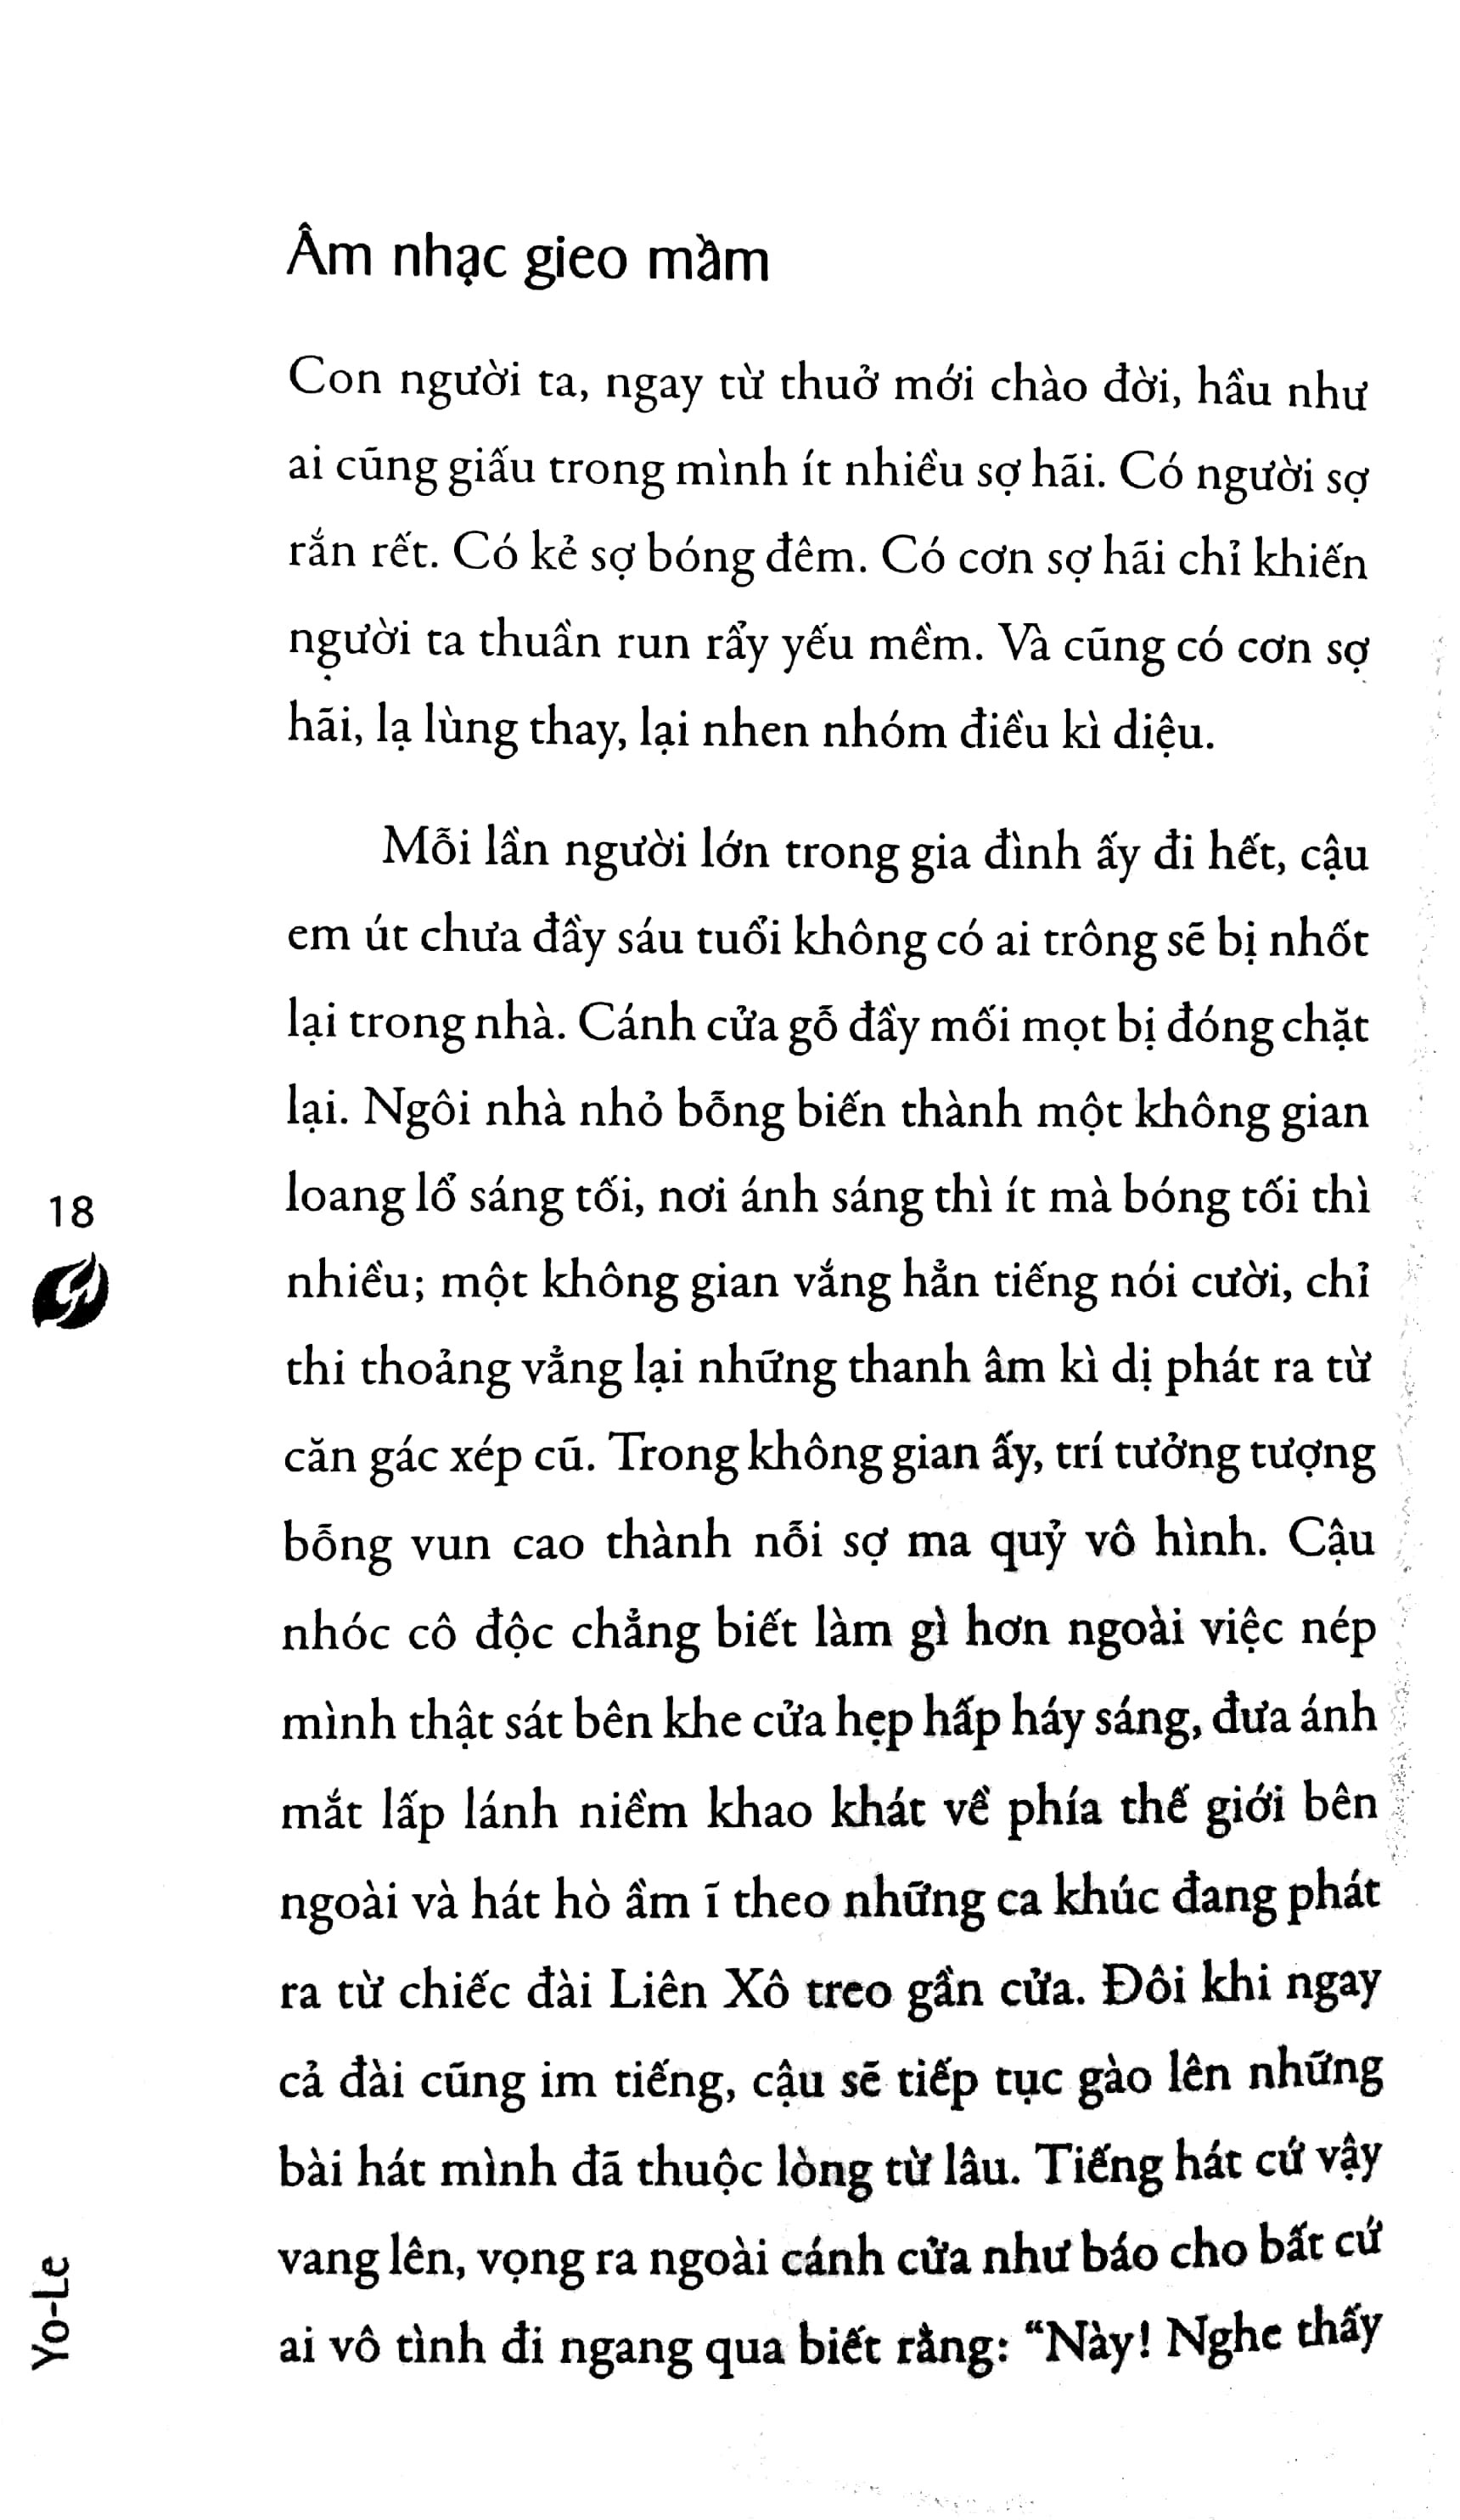 Âm nhạc gieo mầm
Con người ta, ngay từ thuở mới chào đời, hầu như
ai cũng giấu trong mình ít nhiều sợ hãi. Có người sợ
rắn rết. Có kẻ sợ bóng đêm. Có cơn sợ hãi chỉ khiến
người ta thuần run rẩy yếu mềm. Và cũng có cơn sợ
hãi, lạ lùng thay, lại nhen nhóm điều kì diệu.
Mỗi lần người lớn trong gia đình ấy đi hết, cậu
em út chưa đầy sáu tuổi không có ai trông sẽ bị nhốt
lại trong nhà. Cánh cửa gỗ đầy mối mọt bị đóng chặt
lại. Ngôi nhà nhỏ bỗng biến thành một không gian
loang lổ sáng tối, nơi ánh sáng thì ít mà bóng tối thì
nhiều; một không gian vắng hẳn tiếng nói cười, chỉ
thi thoảng vẳng lại những thanh âm kì dị phát ra từ
căn gác xép cũ. Trong không gian ấy, trí tưởng tượng
bỗng vun cao thành nỗi sợ ma quỷ vô hình. Cậu
nhóc cô độc chẳng biết làm gì hơn ngoài việc nép
mình thật sát bên khe cửa hẹp hấp háy sáng, đưa ánh
mắt lấp lánh niềm khao khát về phía thế giới bên
ngoài và hát hò ầm ĩ theo những ca khúc đang phát
ra từ chiếc đài Liên Xô treo gần cửa. Đôi khi ngay
cả đài cũng im tiếng, cậu sẽ tiếp tục gào lên những
bài hát mình đã thuộc lòng từ lâu. Tiếng hát cứ vậy
vang lên, vọng ra ngoài cánh cửa như báo cho bất cứ
ai vô tình đi ngang qua biết rằng: “Này! Nghe thấy
18
Yo-Le